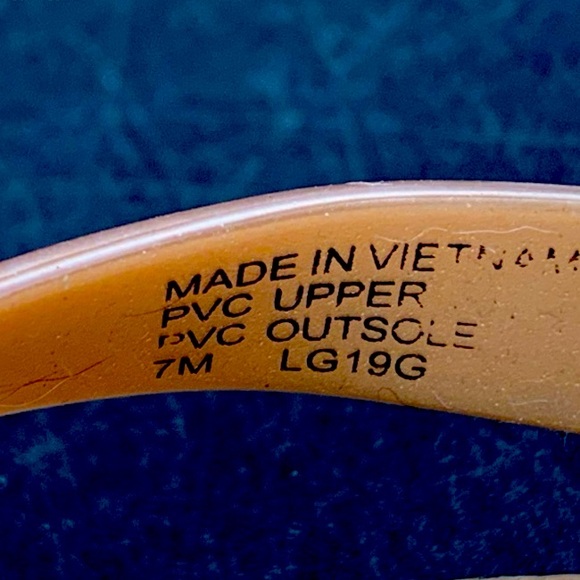 MADE IN VIETNAM
PVC UPPER
PVC OUTSOLE
7M LG19G